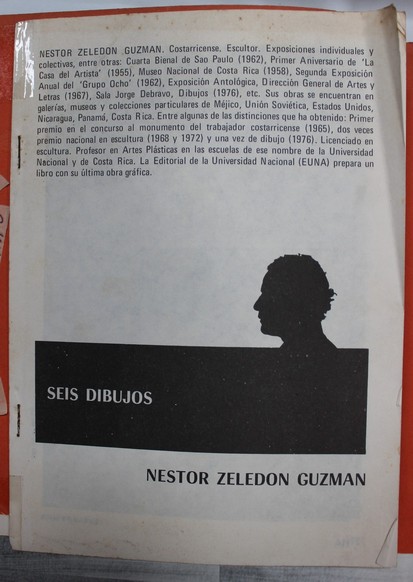 NESTOR ZELEDON GUZMAN. Costarricense. Escultor. Exposiciones individuales y
colectivas, entre otras: Cuarta Bienal de Sao Paulo (1962), Primer Aniversario de 'La
Casa del Artista' (1955), Museo Nacional de Costa Rica (1958), Segunda Exposición
Anual del 'Grupo Ocho' (1962), Exposición Antológica, Dirección General de Artes y
Letras (1967), Sala Jorge Debravo, Dibujos (1976), etc. Sus obras se encuentran en
galerías, museos y colecciones particulares de Méjico, Unión Soviética, Estados Unidos,
Nicaragua, Panamá, Costa Rica. Entre algunas de las distinciones que ha obtenido: Primer
premio en el concurso al monumento del trabajador costarricense (1965), dos veces
premio nacional en escultura (1968 y 1972) y una vez de dibujo (1976). Licenciado en
escultura. Profesor en Artes Plásticas en las escuelas de ese nombre de la Universidad
Nacional y de Costa Rica. La Editorial de la Universidad Nacional (EUNA) prepara un
libro con su última obra gráfica.
SEIS DIBUJOS
NESTOR ZELEDON GUZMAN